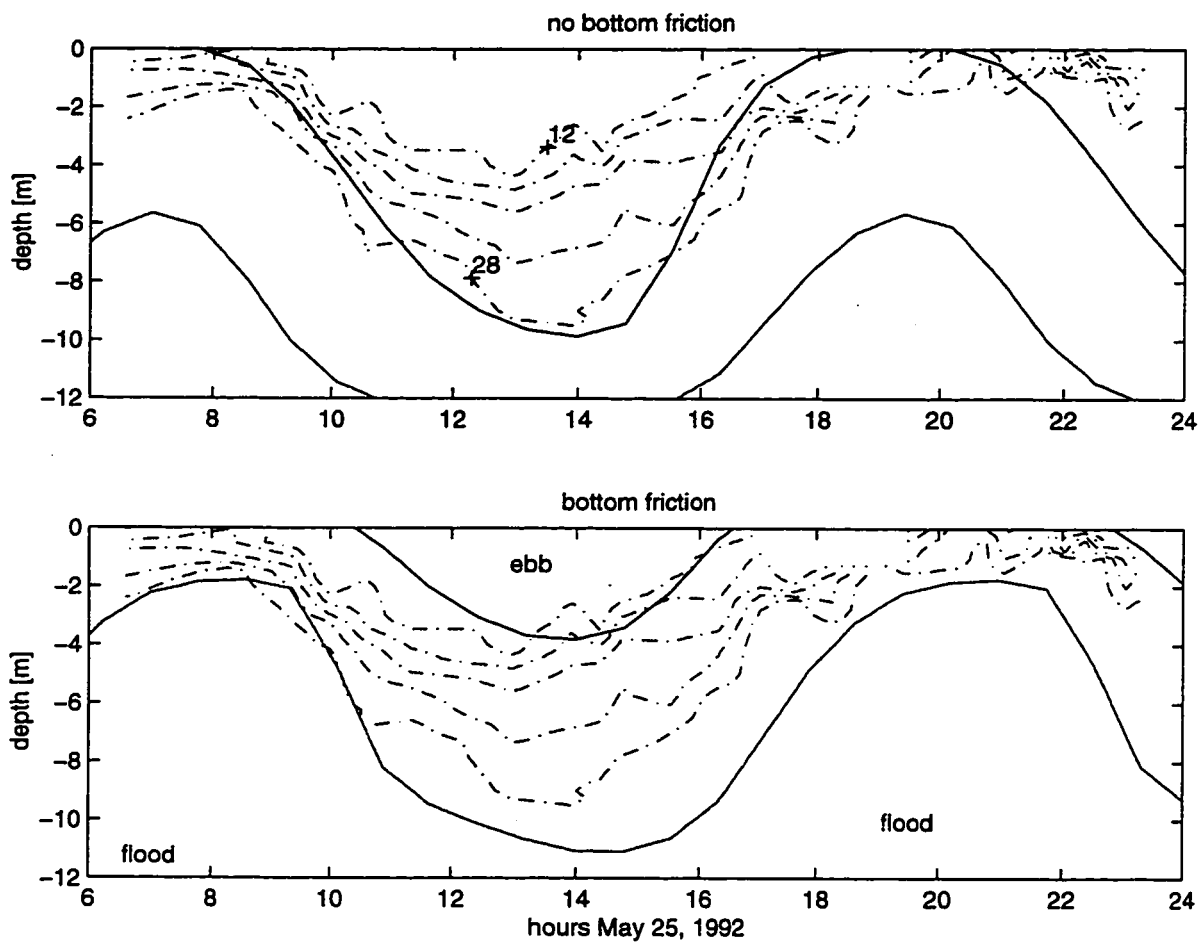 no bottom friction
0
−2
−4
−6
−8
−10
−12
depth [m]
12
28
6 8 10 12 14 16 18 20 22 24
bottom friction
0
−2
−4
−6
−8
−10
−12
depth [m]
ebb
flood
flood
6 8 10 12 14 16 18 20 22 24
hours May 25, 1992